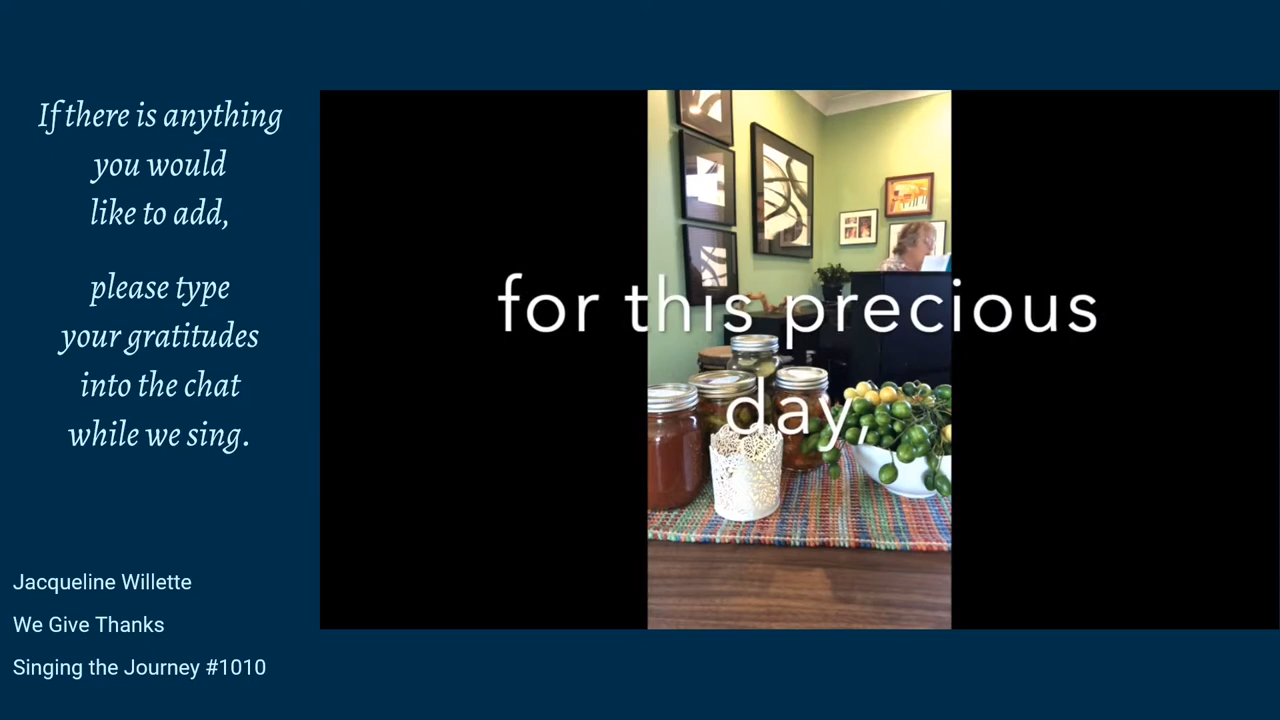 If there is anything
you would
like to add,
please type
your gratitudes
into the chat
while we sing.
for this precious
day,
Jacqueline Willette
We Give Thanks
Singing the Journey #1010